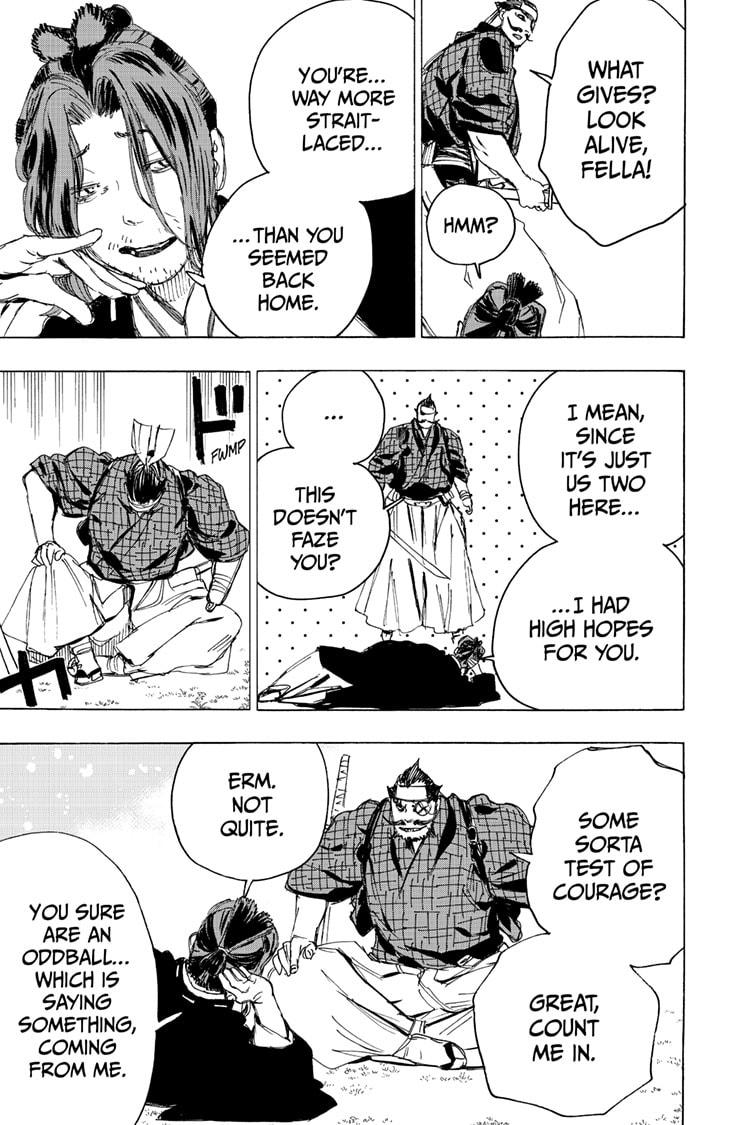 WHAT
GIVES?
LOOK
ALIVE,
FELLA!
HMM?
YOU'RE...
WAY MORE
STRAIT-
LACED...
...THAN YOU
SEEMED
BACK
HOME.
I MEAN,
SINCE
IT'S JUST
US TWO
HERE...
...I HAD
HIGH HOPES
FOR YOU.
...
THIS
DOESN'T
FAZE
YOU?
ドカ
FWMP
SOME
SORTA
TEST OF
COURAGE?
GREAT,
COUNT
ME IN.
ERM.
NOT
QUITE.
YOU SURE
ARE AN
ODDBALL...
WHICH IS
SAYING
SOMETHING,
COMING
FROM ME.